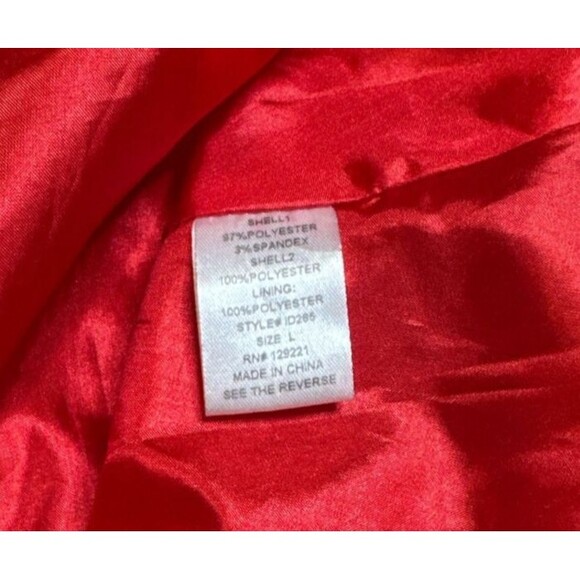 SHELL1
97%POLYESTER
3%SPANDEX
SHELL2
100%POLYESTER
LINING:
100%POLYESTER
STYLE# ID265
SIZE L
RN# 129221
MADE IN CHINA
SEE THE REVERSE